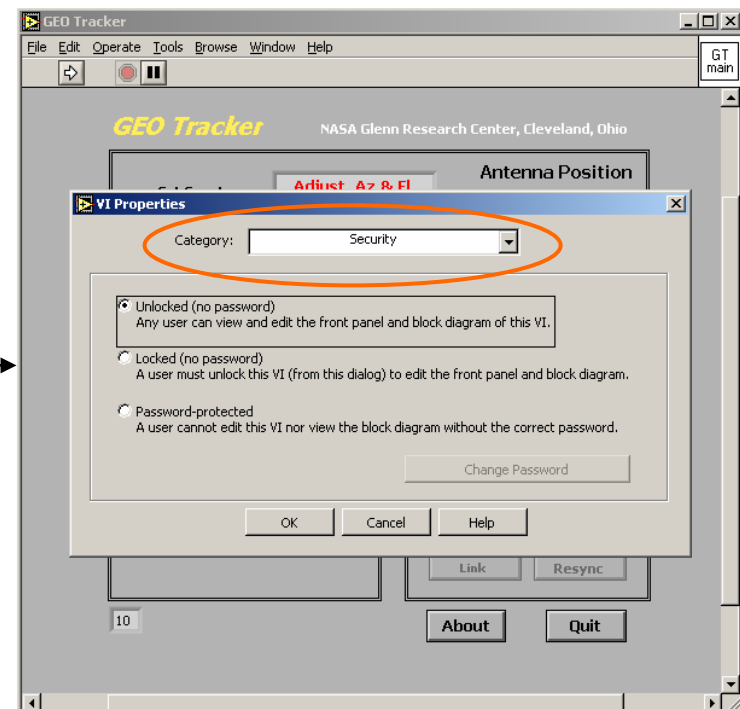 GEO Tracker
File Edit Operate Tools Browse Window Help
GT
main
GEO Tracker NASA Glenn Research Center, Cleveland, Ohio
Antenna Position
Adjust Az & El
VI Properties
Category: Security
Unlocked (no password)
Any user can view and edit the front panel and block diagram of this VI.
Locked (no password)
A user must unlock this VI (from this dialog) to edit the front panel and block diagram.
Password-protected
A user cannot edit this VI nor view the block diagram without the correct password.
Change Password
OK Cancel Help
Link Resync
10
About Quit